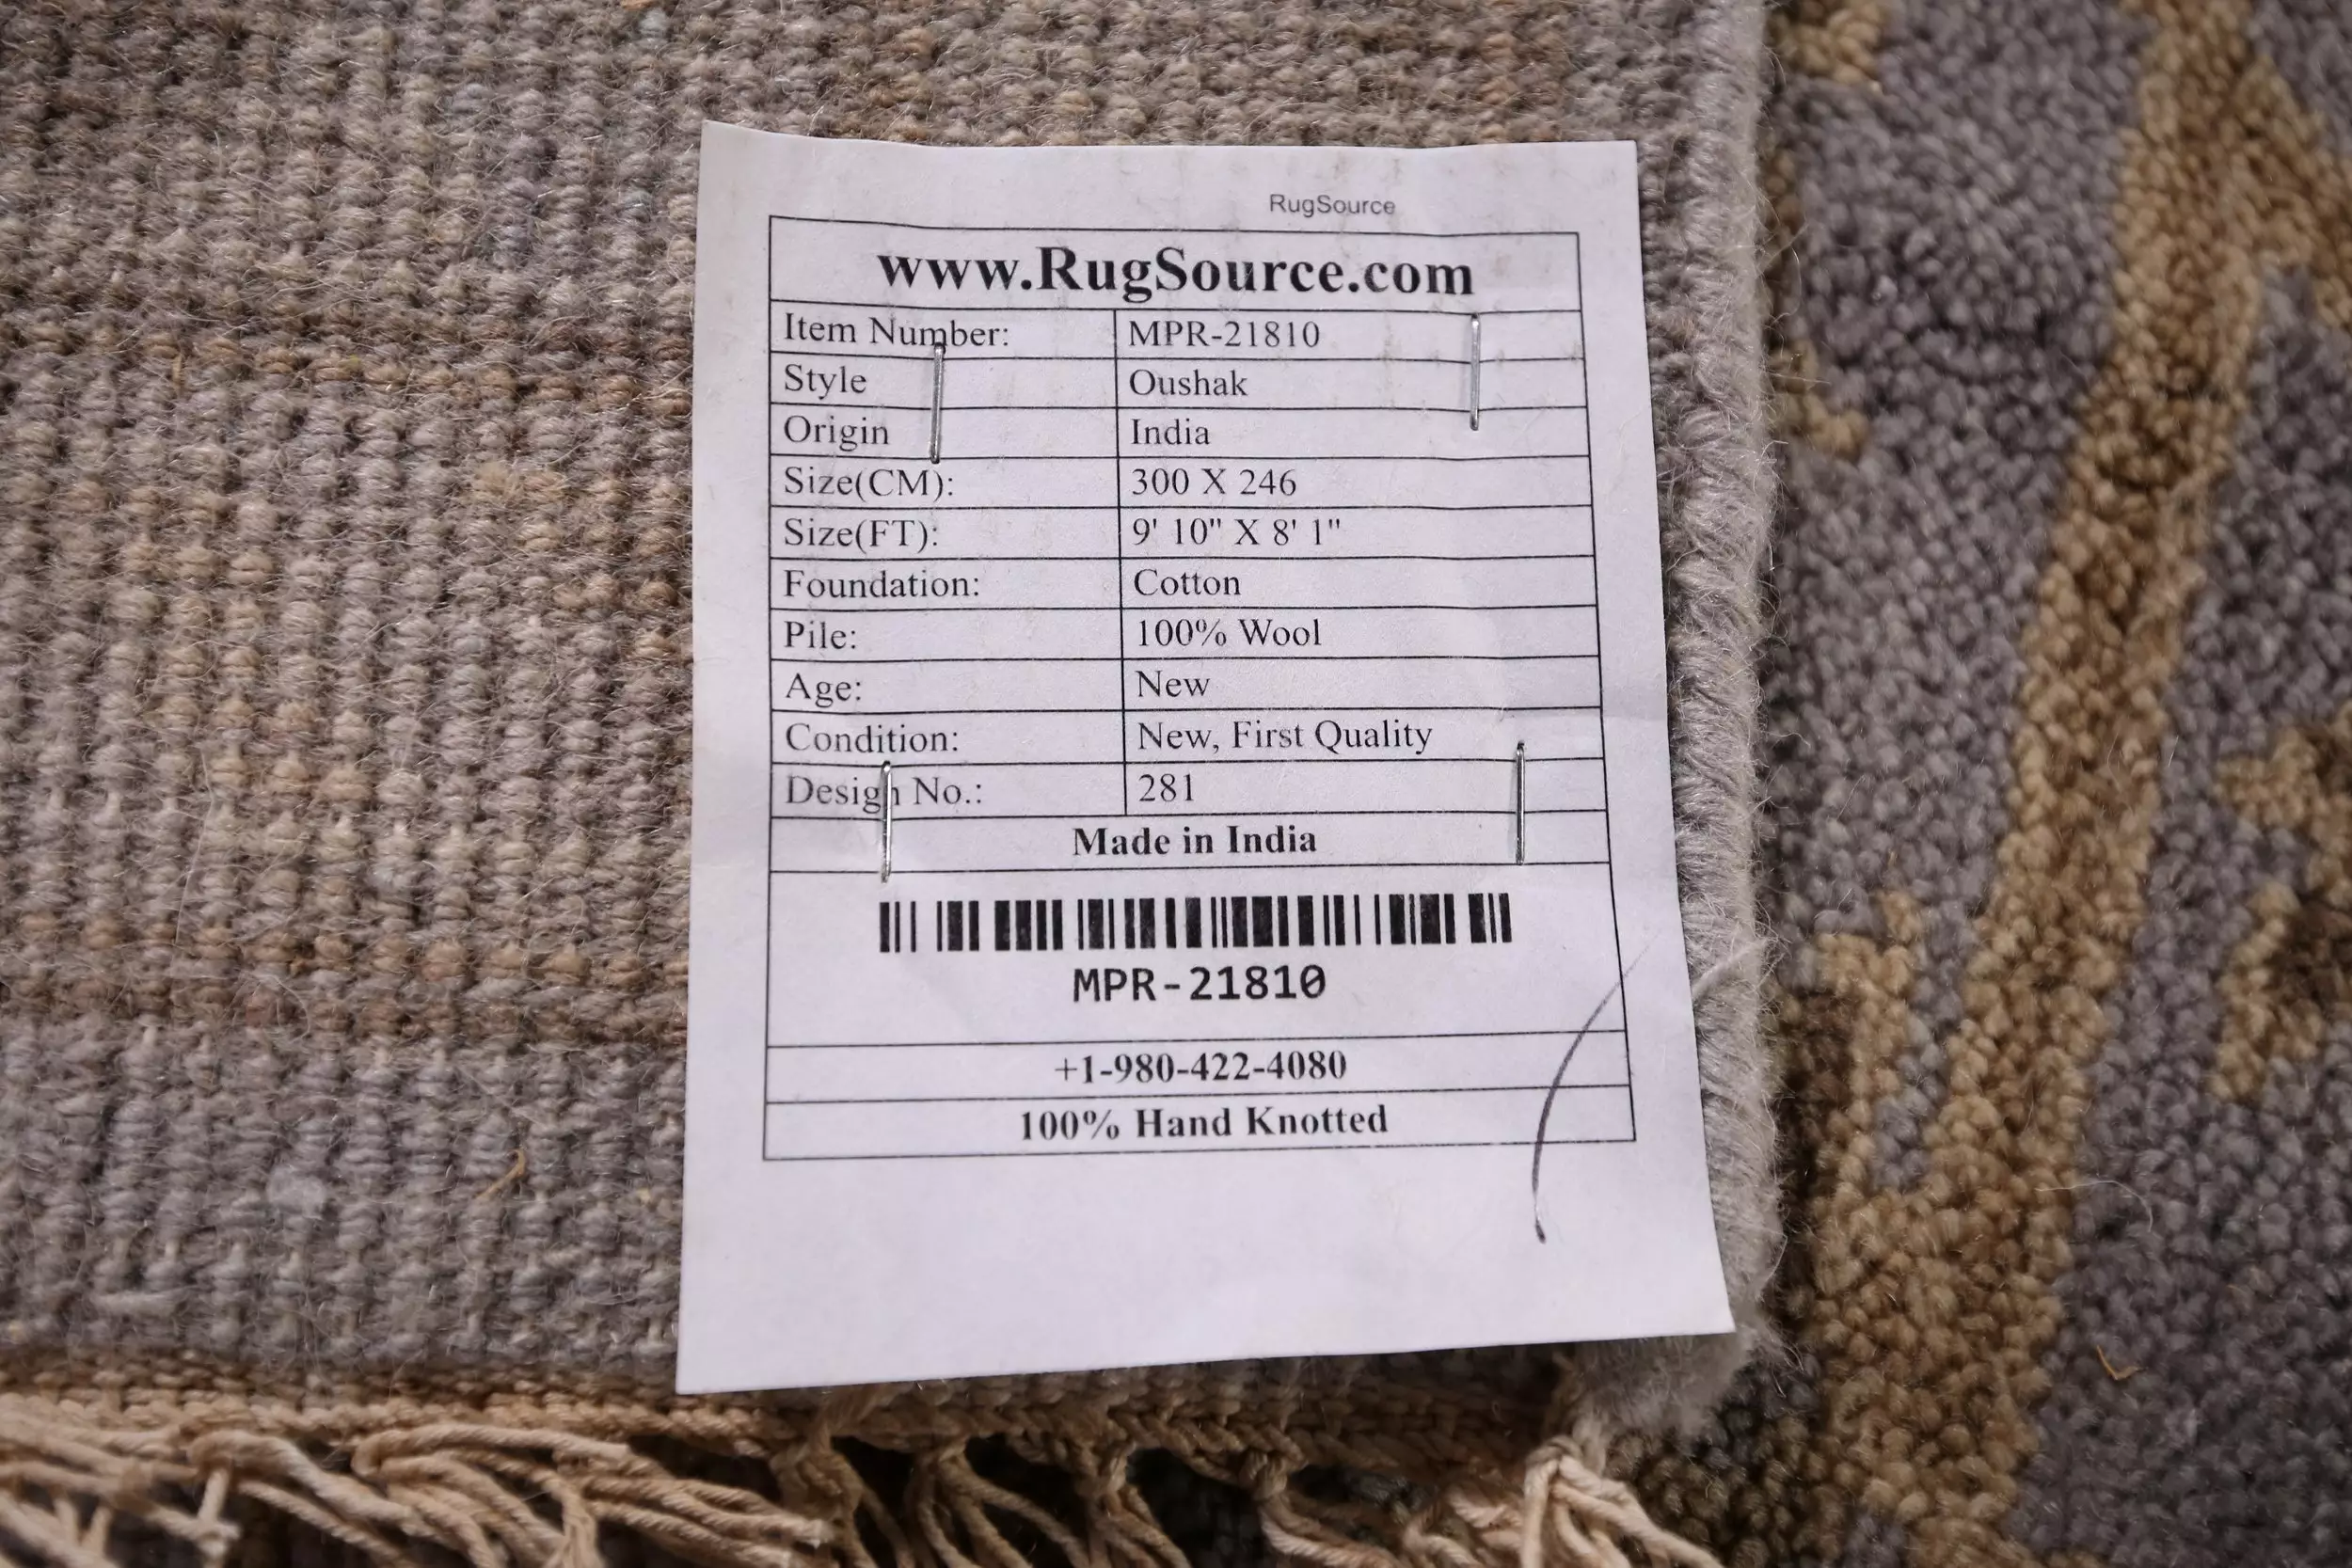 RugSource
www.RugSource.com
Item Number: MPR-21810
Style Oushak
Origin India
Size(CM): 300 X 246
Size(FT): 9' 10" X 8' 1"
Foundation: Cotton
Pile: 100% Wool
Age: New
Condition: New, First Quality
Design No.: 281
Made in India
MPR-21810
+1-980-422-4080
100% Hand Knotted